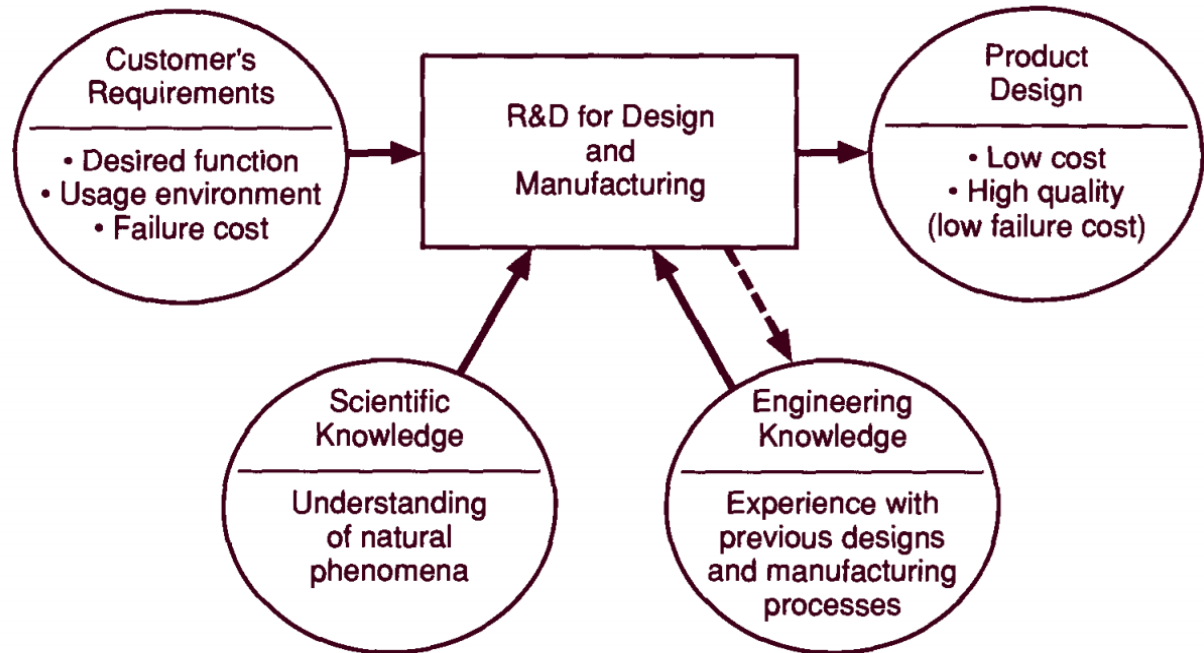 Customer's
Requirements
• Desired function
• Usage environment
• Failure cost
R&D for Design
and
Manufacturing
Product
Design
• Low cost
• High quality
(low failure cost)
Scientific
Knowledge
Understanding
of natural
phenomena
Engineering
Knowledge
Experience with
previous designs
and manufacturing
processes